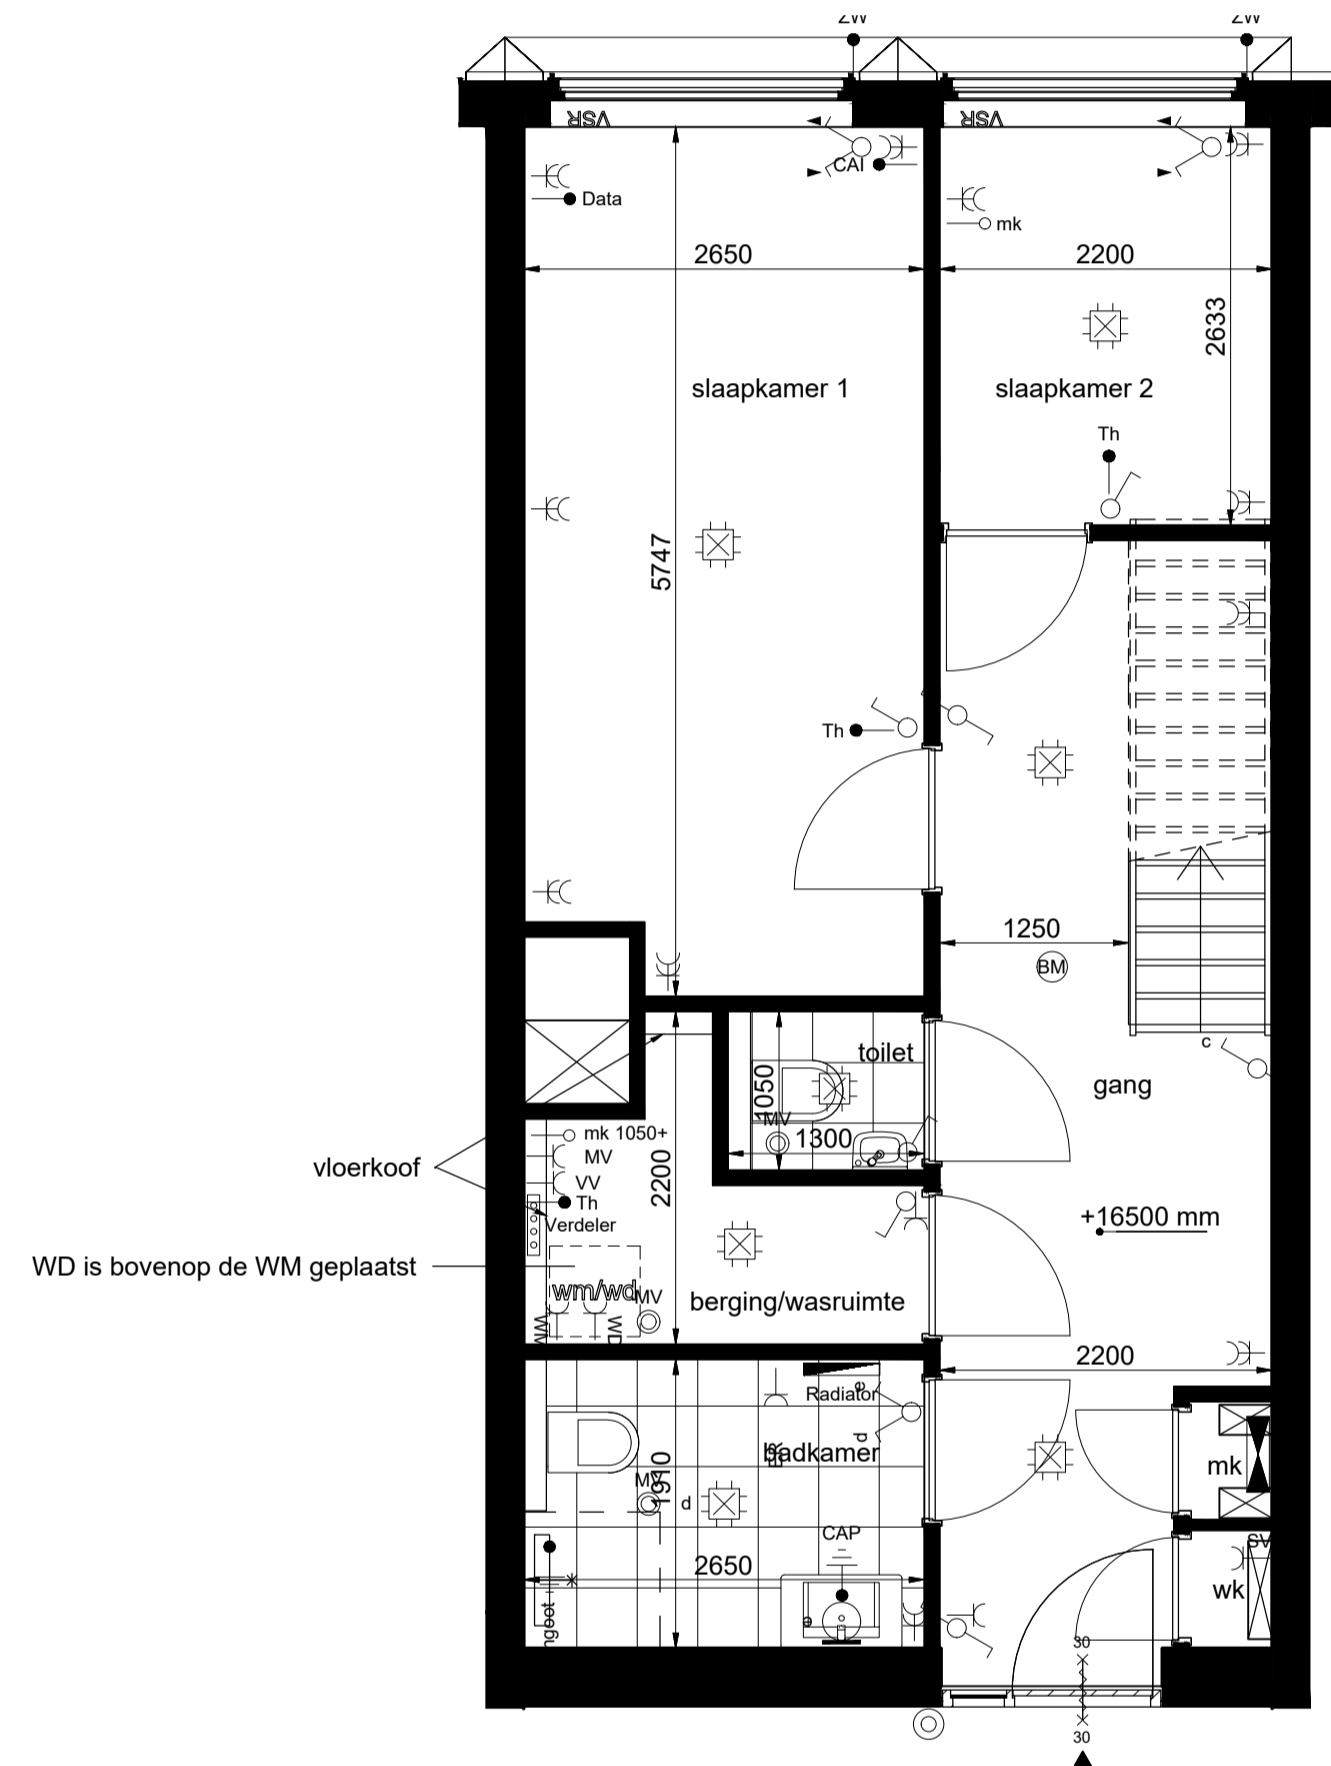 ZW ZW
VSR VSR
CAI
Data
mk
2650 2200
2633
slaapkamer 1 slaapkamer 2
Th
5747
Th
1250
BM
c
toilet
gang
1050
MV
1300
mk 1050+
MV
vloerkoof
VV
2200
Th
Verdeler
+16500 mm
WD is bovenop de WM geplaatst
wm/wd
MV
berging/wasruimte
WM WD
2200
Radiator
e
d
badkamer
mk
1910
MV
d
CAP
SV
2650
wk
e
30
30